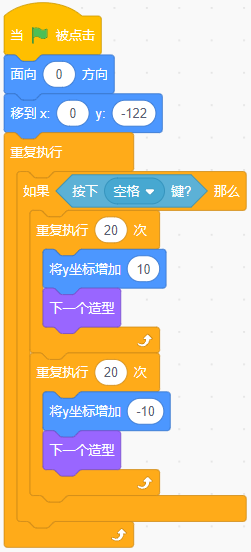 当 被点击
面向 0 方向
移到 x: 0 y: -122
重复执行
如果 按下 空格 键? 那么
重复执行 20 次
将y坐标增加 10
下一个造型
重复执行 20 次
将y坐标增加 -10
下一个造型